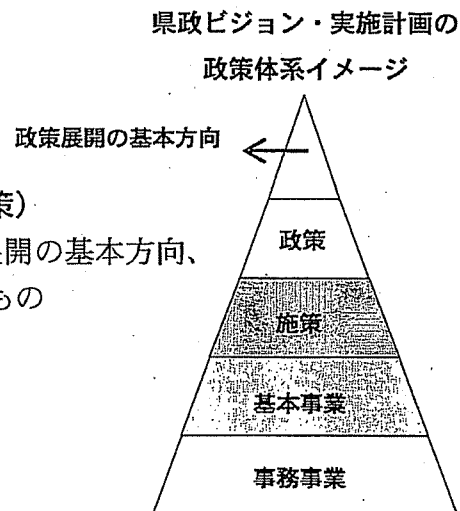 県政ビジョン・実施計画の
政策体系イメージ
政策展開の基本方向
策)
開の基本方向、
もの
政策
施策
基本事業
事務事業